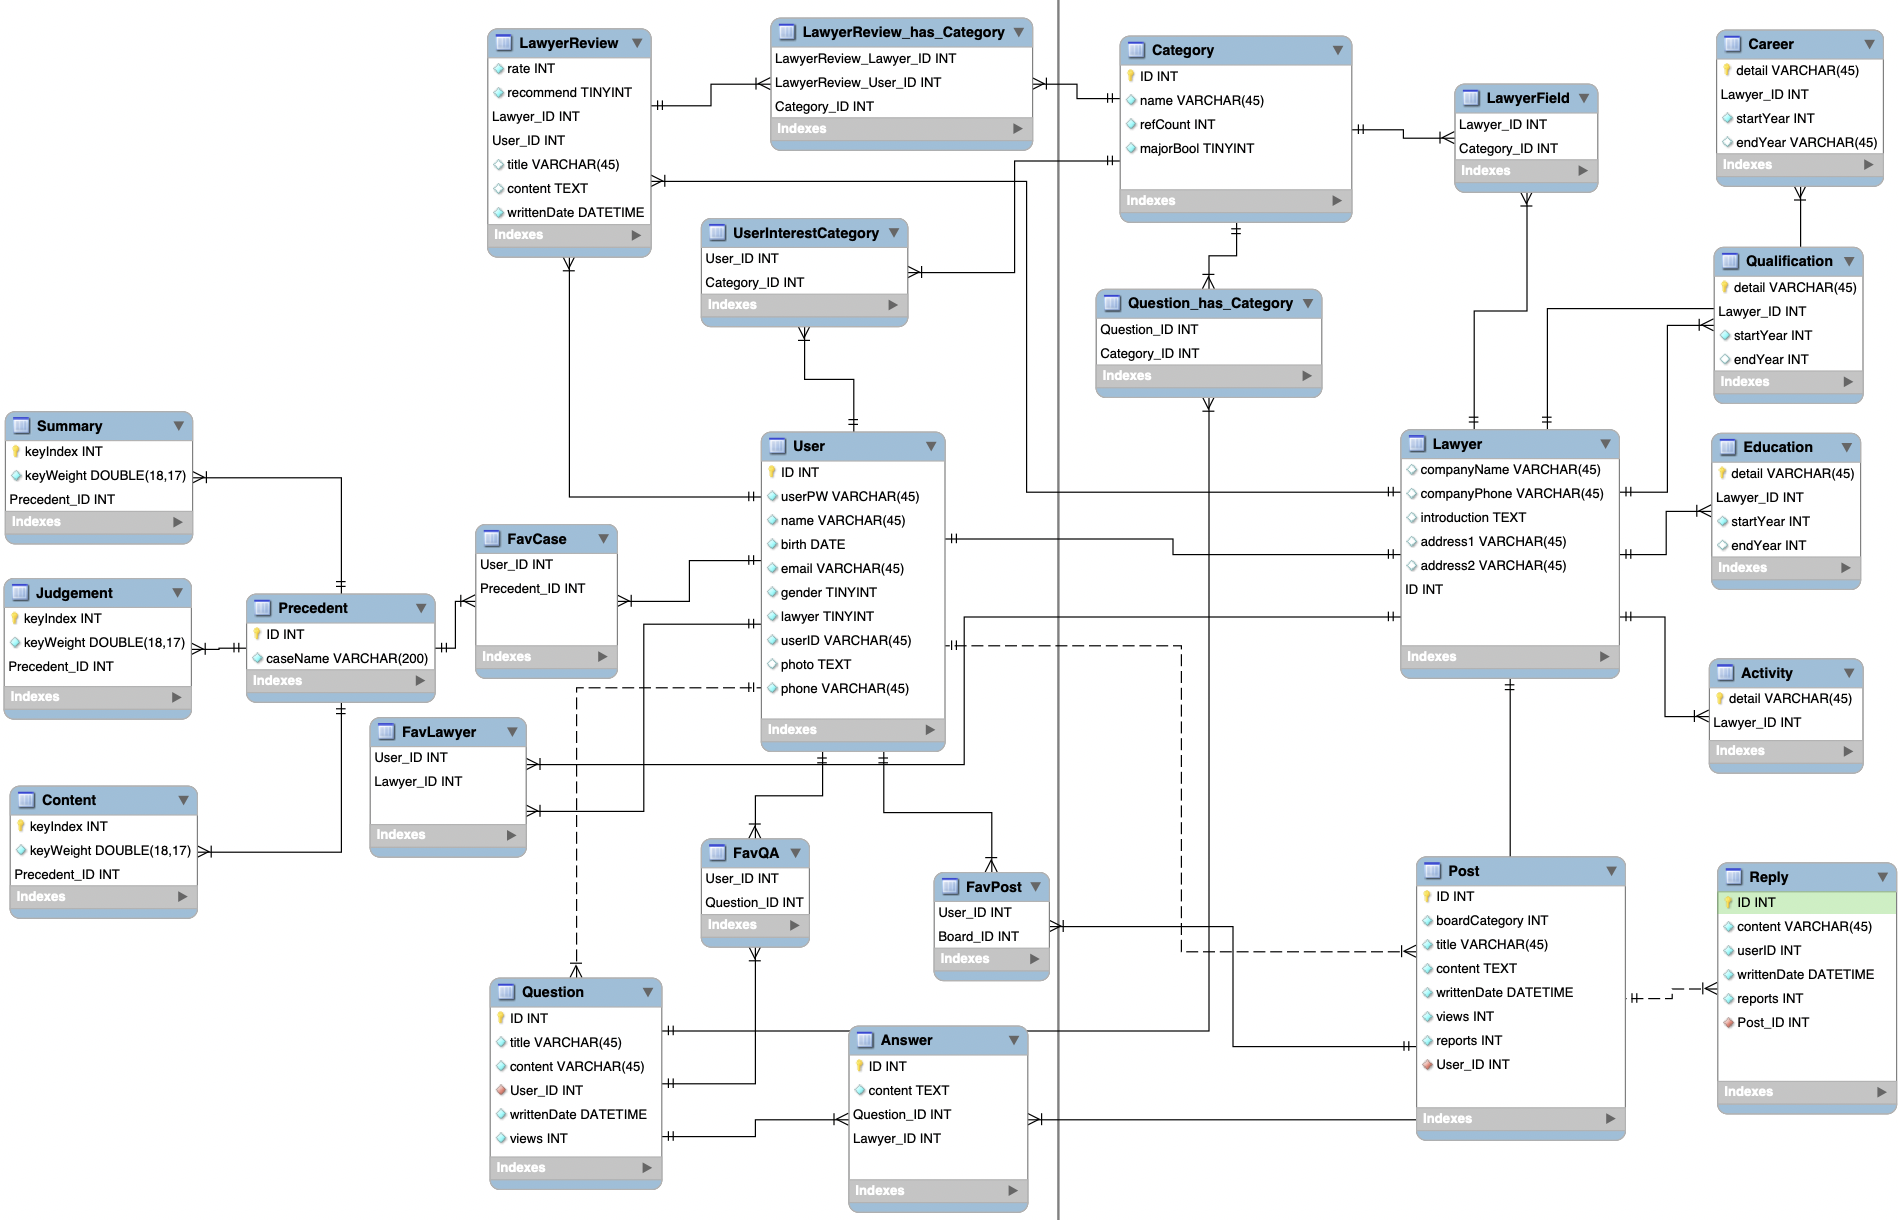 LawyerReview
rate INT
recommend TINYINT
Lawyer_ID INT
User_ID INT
title VARCHAR(45)
content TEXT
writtenDate DATETIME
Indexes
LawyerReview_has_Category
LawyerReview_Lawyer_ID INT
LawyerReview_User_ID INT
Category_ID INT
Indexes
Category
ID INT
name VARCHAR(45)
refCount INT
majorBool TINYINT
Indexes
LawyerField
Lawyer_ID INT
Category_ID INT
Indexes
Career
detail VARCHAR(45)
Lawyer_ID INT
startYear INT
endYear VARCHAR(45)
Indexes
UserInterestCategory
User_ID INT
Category_ID INT
Indexes
Question_has_Category
Question_ID INT
Category_ID INT
Indexes
Qualification
detail VARCHAR(45)
Lawyer_ID INT
startYear INT
endYear INT
Indexes
Summary
keyIndex INT
keyWeight DOUBLE(18,17)
Precedent_ID INT
Indexes
User
ID INT
userPW VARCHAR(45)
name VARCHAR(45)
birth DATE
email VARCHAR(45)
gender TINYINT
lawyer TINYINT
userID VARCHAR(45)
photo TEXT
phone VARCHAR(45)
Indexes
Lawyer
companyName VARCHAR(45)
companyPhone VARCHAR(45)
introduction TEXT
address1 VARCHAR(45)
address2 VARCHAR(45)
ID INT
Indexes
Education
detail VARCHAR(45)
Lawyer_ID INT
startYear INT
endYear INT
Indexes
Judgement
keyIndex INT
keyWeight DOUBLE(18,17)
Precedent_ID INT
Indexes
Precedent
ID INT
caseName VARCHAR(200)
Indexes
FavCase
User_ID INT
Precedent_ID INT
Indexes
Activity
detail VARCHAR(45)
Lawyer_ID INT
Indexes
FavLawyer
User_ID INT
Lawyer_ID INT
Indexes
Content
keyIndex INT
keyWeight DOUBLE(18,17)
Precedent_ID INT
Indexes
FavQA
User_ID INT
Question_ID INT
Indexes
FavPost
User_ID INT
Board_ID INT
Indexes
Post
ID INT
boardCategory INT
title VARCHAR(45)
content TEXT
writtenDate DATETIME
views INT
reports INT
User_ID INT
Indexes
Reply
ID INT
content VARCHAR(45)
userID INT
writtenDate DATETIME
reports INT
Post_ID INT
Indexes
Question
ID INT
title VARCHAR(45)
content VARCHAR(45)
User_ID INT
writtenDate DATETIME
views INT
Indexes
Answer
ID INT
content TEXT
Question_ID INT
Lawyer_ID INT
Indexes